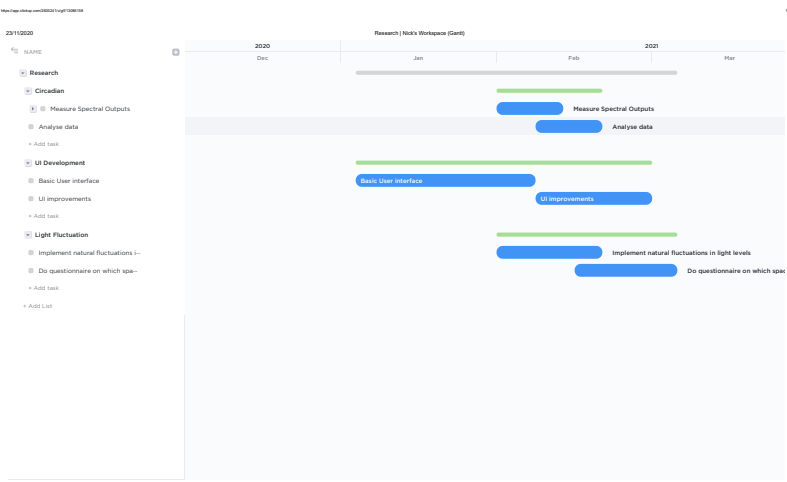 23/11/2020
Research | Nick's Workspace (Gantt)
NAME
2020
2021
Dec
Jan
Feb
Mar
Research
Circadian
Measure Spectral Outputs
Measure Spectral Outputs
Analyse data
Analyse data
+ Add task
UI Development
Basic User interface
Basic User interface
UI improvements
UI improvements
+ Add task
Light Fluctuation
Implement natural fluctuations i--
Implement natural fluctuations in light levels
Do questionnaire on which spa--
Do questionnaire on which spac
+ Add task
+ Add List